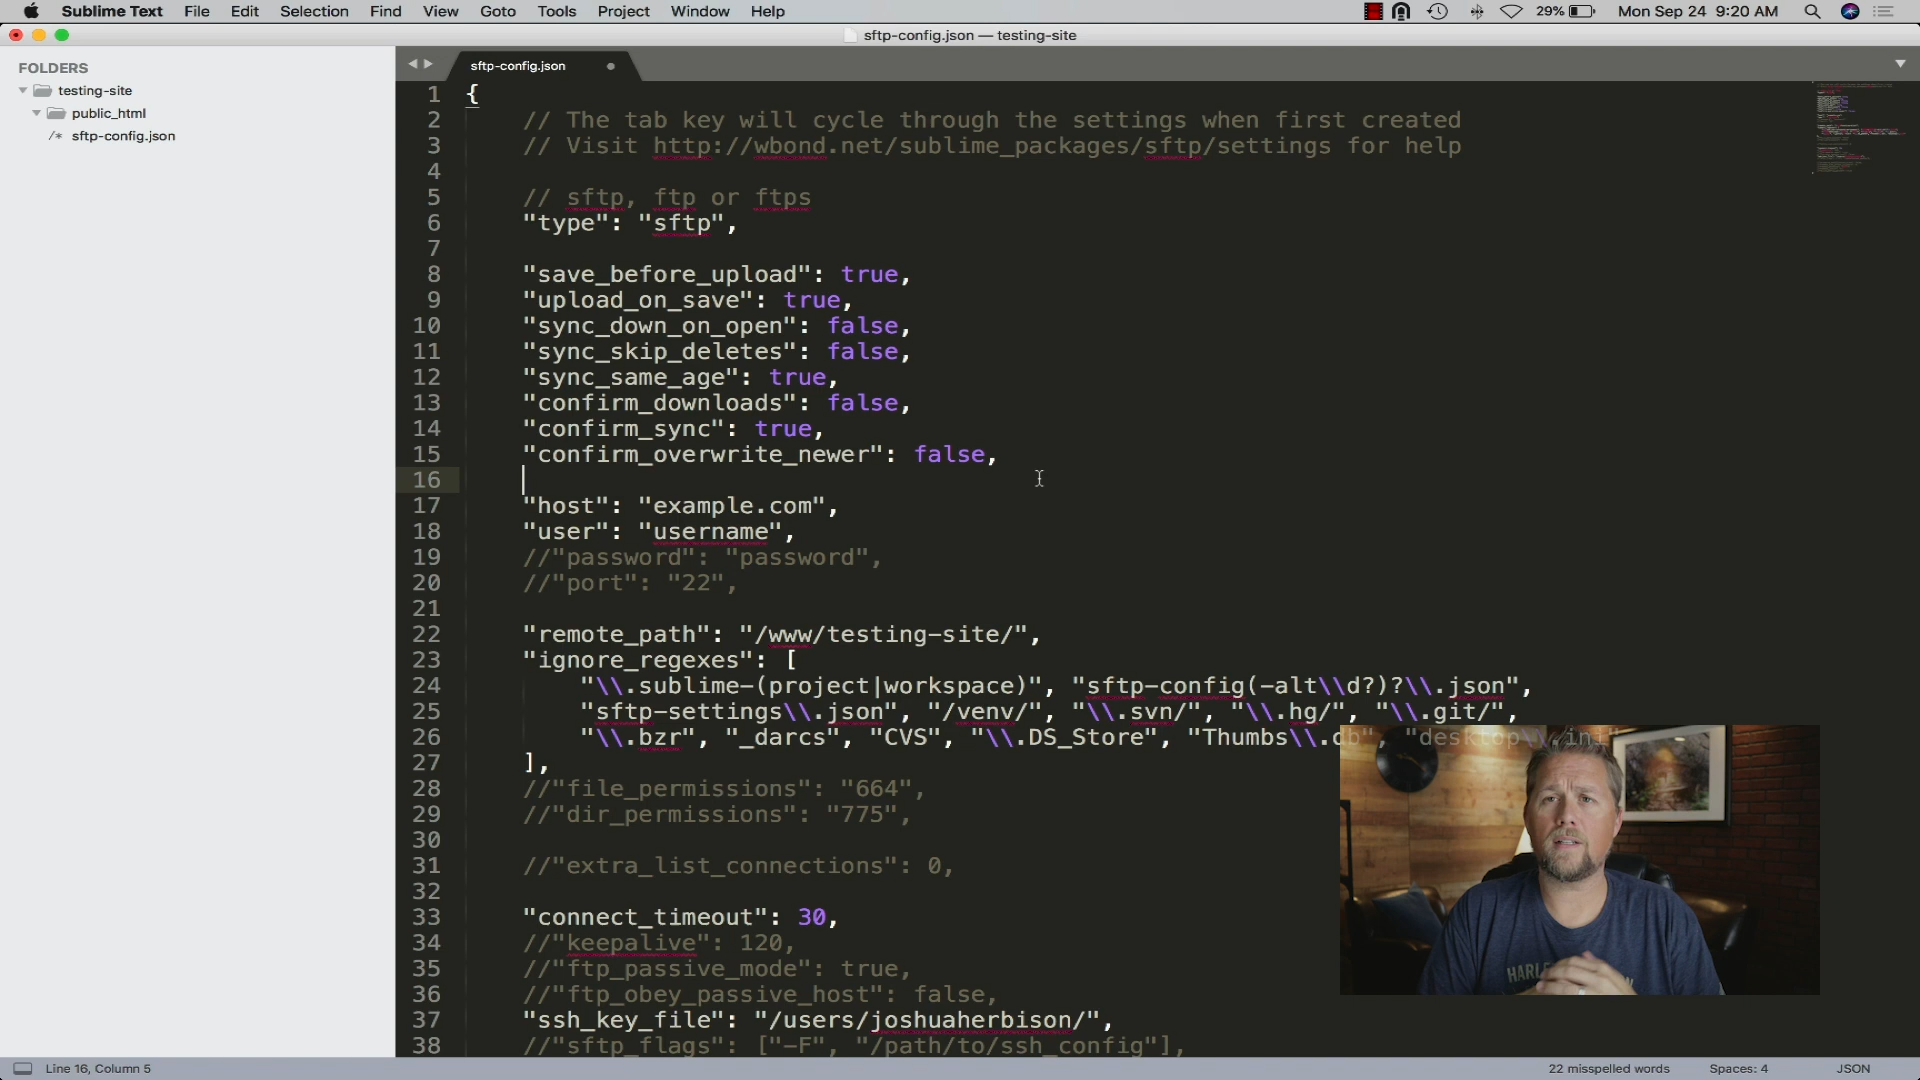 Sublime Text File Edit Selection Find View Goto Tools Project Window Help 29% Mon Sep 24 9:20 AM
sftp-config.json — testing-site
FOLDERS
testing-site
public_html
/* sftp-config.json
sftp-config.json
1 {
2 // The tab key will cycle through the settings when first created
3 // Visit http://wbond.net/sublime_packages/sftp/settings for help
4
5 // sftp, ftp or ftps
6 "type": "sftp",
7
8 "save_before_upload": true,
9 "upload_on_save": true,
10 "sync_down_on_open": false,
11 "sync_skip_deletes": false,
12 "sync_same_age": true,
13 "confirm_downloads": false,
14 "confirm_sync": true,
15 "confirm_overwrite_newer": false,
16
17 "host": "example.com",
18 "user": "username",
19 //"password": "password",
20 //"port": "22",
21
22 "remote_path": "/www/testing-site/",
23 "ignore_regexes": [
24 "\\.sublime-(project|workspace)", "sftp-config(-alt\\d?)?\\.json",
25 "sftp-settings\\.json", "/venv/", "\\.svn/", "\\.hg/", "\\.git/",
26 "\\.bzr", "_darcs", "CVS", "\\.DS_Store", "Thumbs\\.db", "desktop\\.ini"
27 ],
28 //"file_permissions": "664",
29 //"dir_permissions": "775",
30
31 //"extra_list_connections": 0,
32
33 "connect_timeout": 30,
34 //"keepalive": 120,
35 //"ftp_passive_mode": true,
36 //"ftp_obey_passive_host": false,
37 "ssh_key_file": "/users/joshuaherbison/",
38 //"sftp_flags": ["-F", "/path/to/ssh_config"],
Line 16, Column 5 22 misspelled words Spaces: 4 JSON